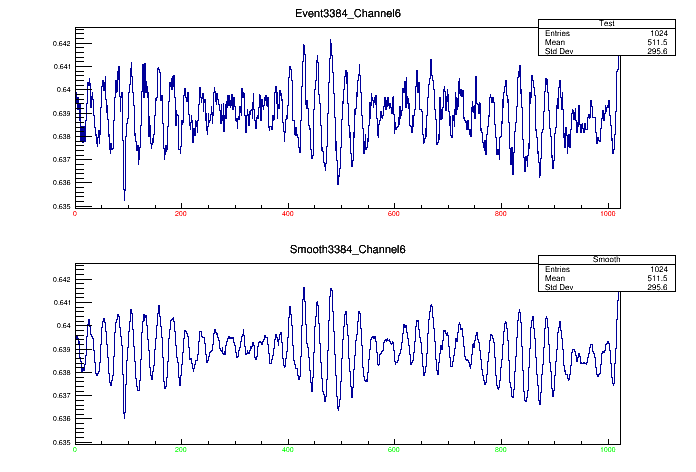 Event3384_Channel6
Test
Entries 1024
Mean 511.5
Std Dev 295.6
0.642
0.641
0.64
0.639
0.638
0.637
0.636
0.635
0 200 400 600 800 1000
Smooth3384_Channel6
Smooth
Entries 1024
Mean 511.5
Std Dev 295.6
0.642
0.641
0.64
0.639
0.638
0.637
0.636
0.635
0 200 400 600 800 1000